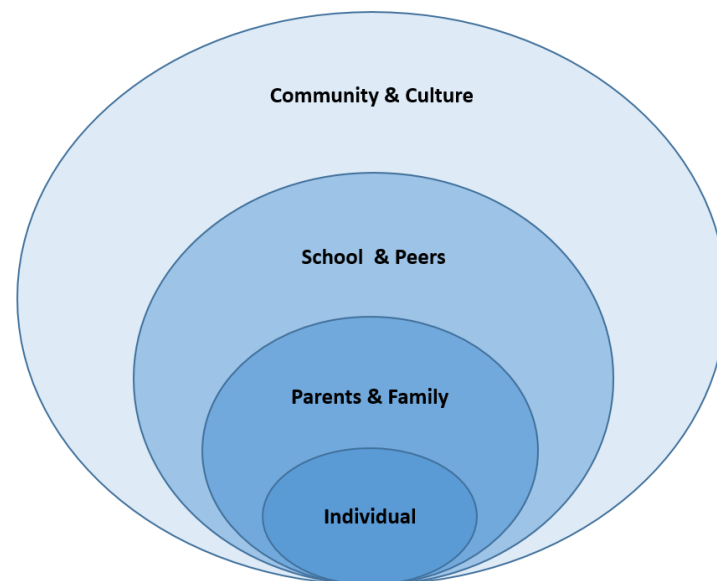 Community & Culture
School & Peers
Parents & Family
Individual